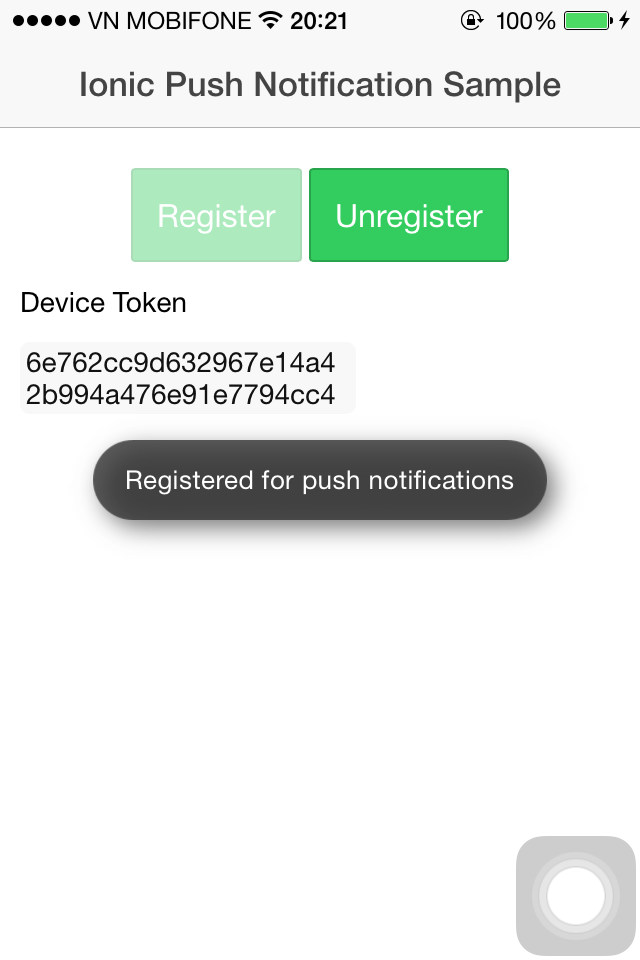 VN MOBIFONE 20:21 100%
Ionic Push Notification Sample
Register Unregister
Device Token
6e762cc9d632967e14a4
2b994a476e91e7794cc4
Registered for push notifications